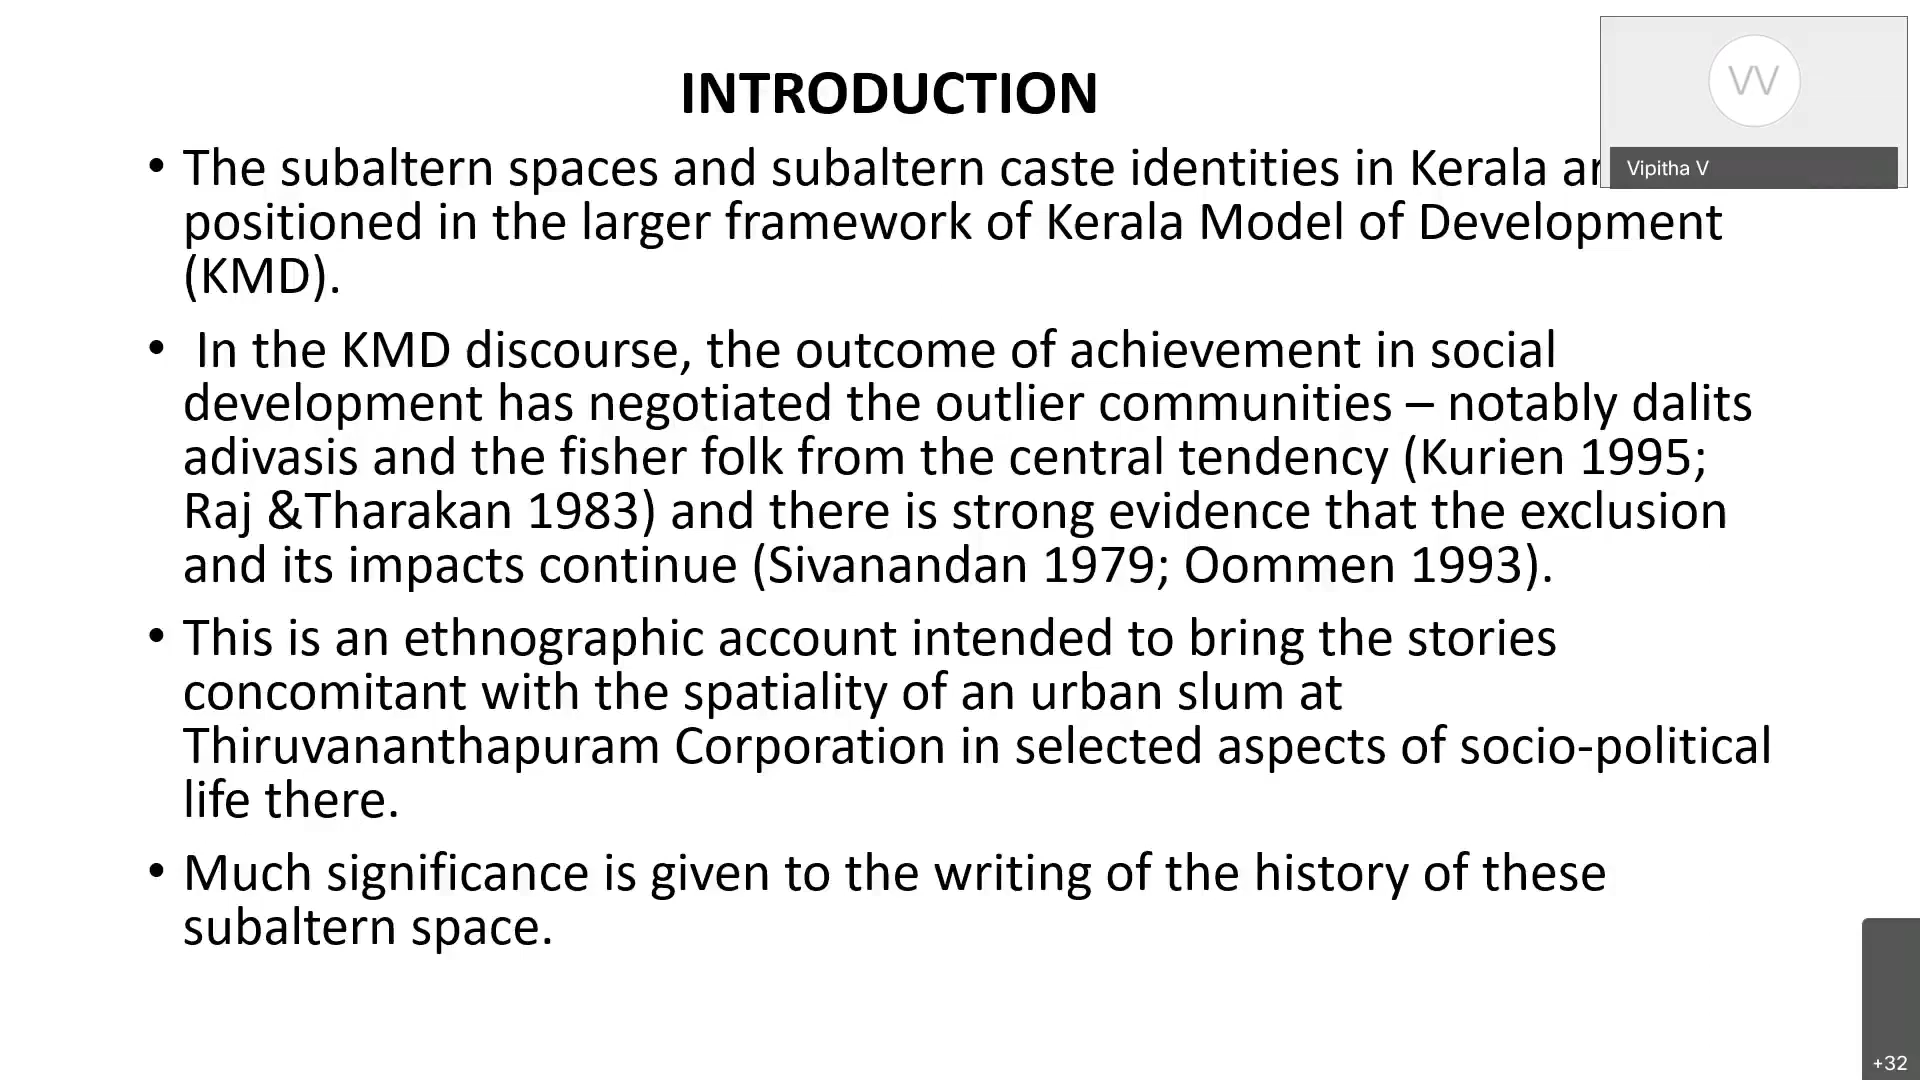 INTRODUCTION
VV
Vipitha V
• The subaltern spaces and subaltern caste identities in Kerala
positioned in the larger framework of Kerala Model of Development
(KMD).
• In the KMD discourse, the outcome of achievement in social
development has negotiated the outlier communities – notably dalits
adivasis and the fisher folk from the central tendency (Kurien 1995;
Raj &Tharakan 1983) and there is strong evidence that the exclusion
and its impacts continue (Sivanandan 1979; Oommen 1993).
• This is an ethnographic account intended to bring the stories
concomitant with the spatiality of an urban slum at
Thiruvananthapuram Corporation in selected aspects of socio-political
life there.
• Much significance is given to the writing of the history of these
subaltern space.
+32